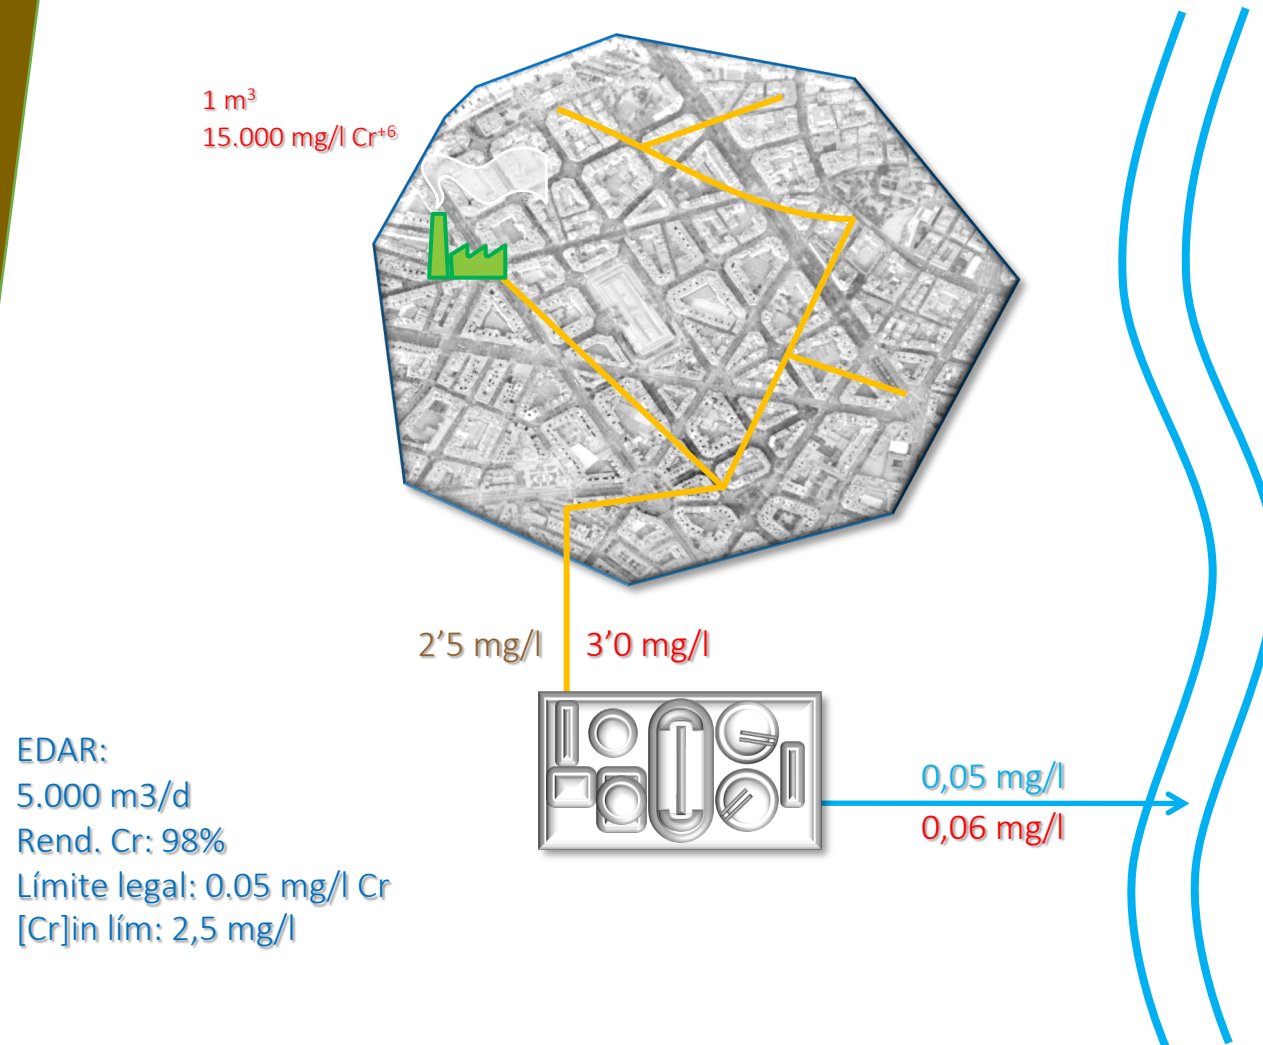 1 m³
15.000 mg/l Cr⁺⁶
2’5 mg/l
3’0 mg/l
EDAR:
5.000 m3/d
Rend. Cr: 98%
Límite legal: 0.05 mg/l Cr
[Cr]in lím: 2,5 mg/l
0,05 mg/l
0,06 mg/l